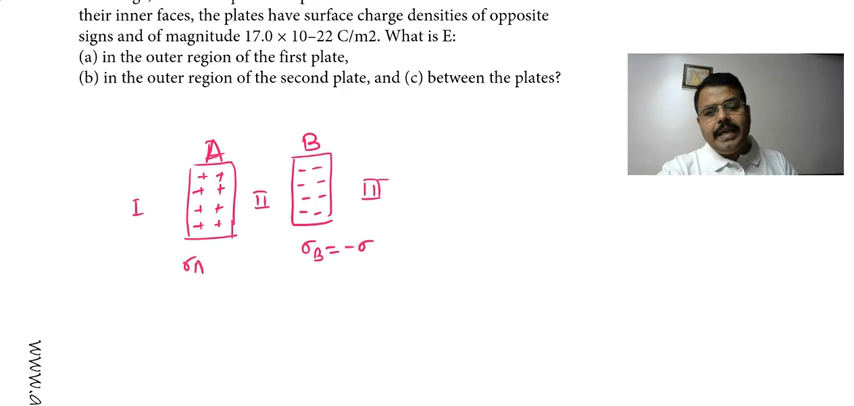 their inner faces, the plates have surface charge densities of opposite
signs and of magnitude 17.0 × 10–22 C/m2. What is E:
(a) in the outer region of the first plate,
(b) in the outer region of the second plate, and (c) between the plates?
A
B
I
II
III
σA
σB = -σ
www.a